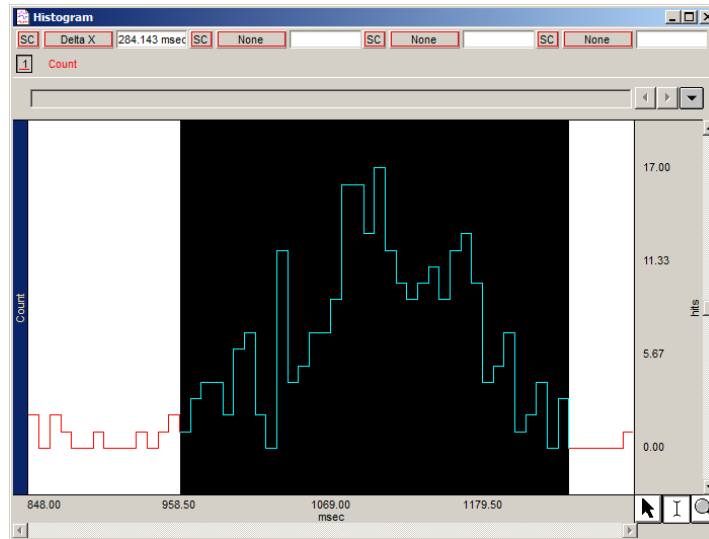 Histogram
SC Delta X 284.143 msec SC None SC None SC None
1 Count
17.00
11.33
5.67
0.00
Count
hits
848.00 958.50 1069.00 1179.50
msec